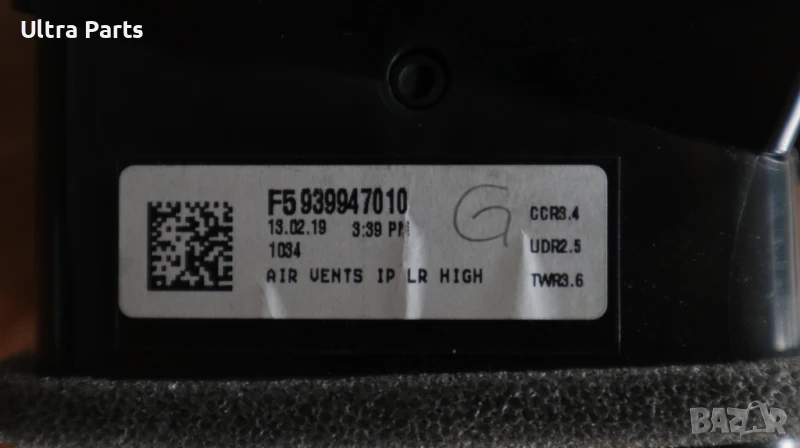 Ultra Parts
F5 939947010
G
CCR3.4
13.02.19 3:39 PM
UDR2.5
1034
AIR VENTS IP LR HIGH
TWR3.6
BAZAR